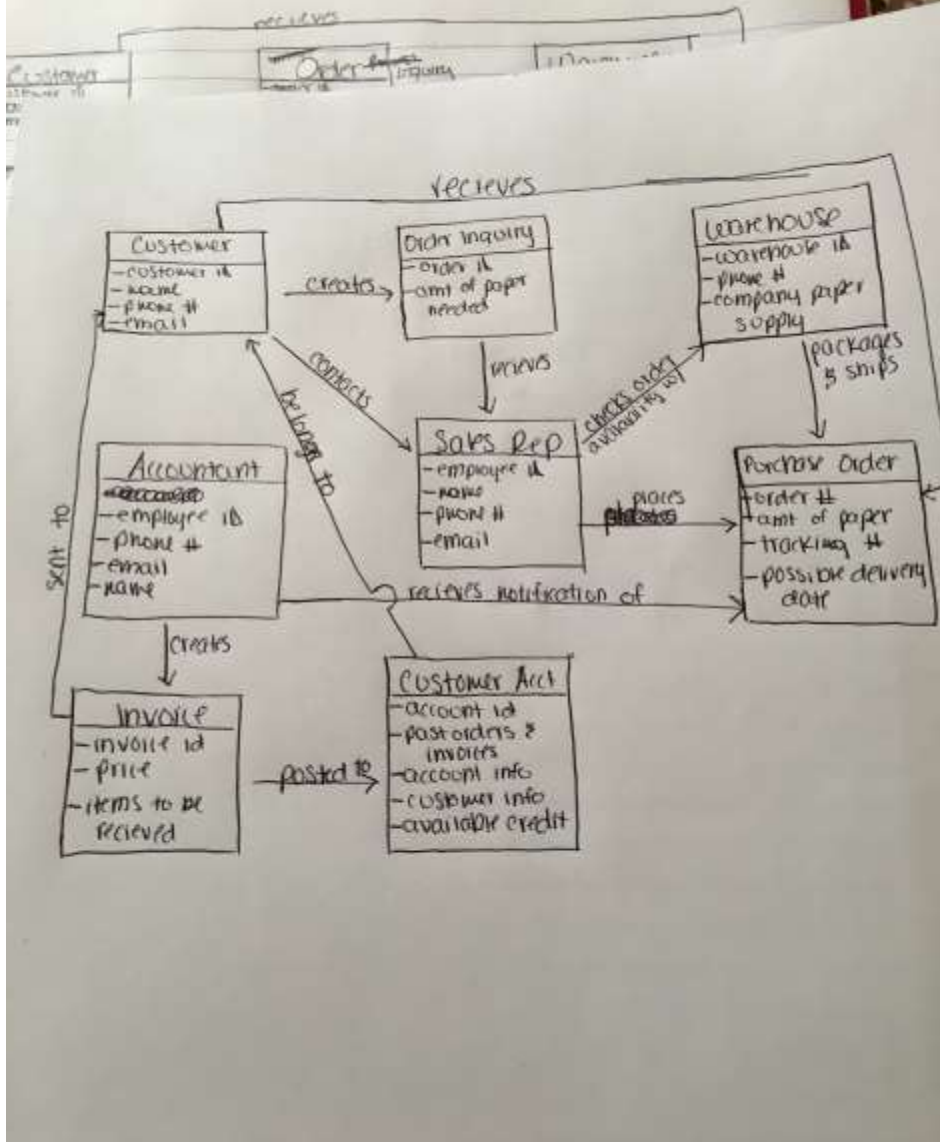 recieves
Customer
Order
Inquiry
recieves
Customer
- customer id
- name
- phone #
- email
creates
Order Inquiry
- order id
- amt of paper
needed
Warehouse
- warehouse id
- phone #
- company paper
supply
contacts
recieves
checks order
availability w/
packages
& ships
belongs to
Sales Rep
- employee id
- name
- phone #
- email
places
Purchase Order
- order #
- amt of paper
- tracking #
- possible delivery
date
Accountant
- employee ID
- phone #
- email
- name
sent to
recieves notification of
creates
Invoice
- invoice id
- price
- items to be
recieved
posted to
Customer Acct
- account id
- past orders &
invoices
- account info
- customer info
- available credit